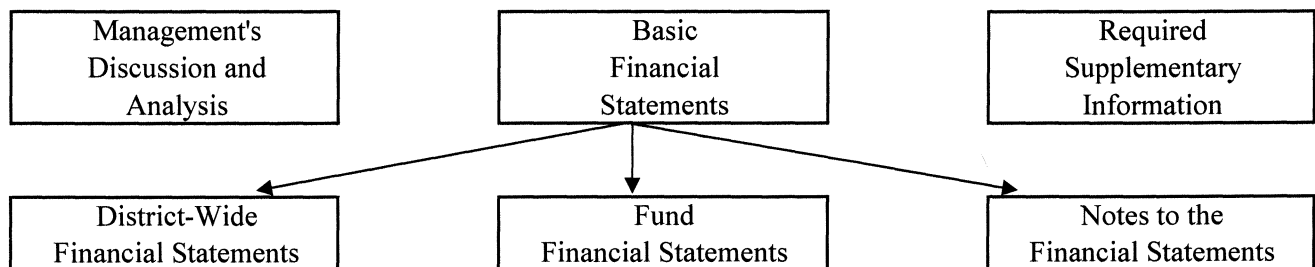 Management's
Discussion and
Analysis
Basic
Financial
Statements
Required
Supplementary
Information
District-Wide
Financial Statements
Fund
Financial Statements
Notes to the
Financial Statements